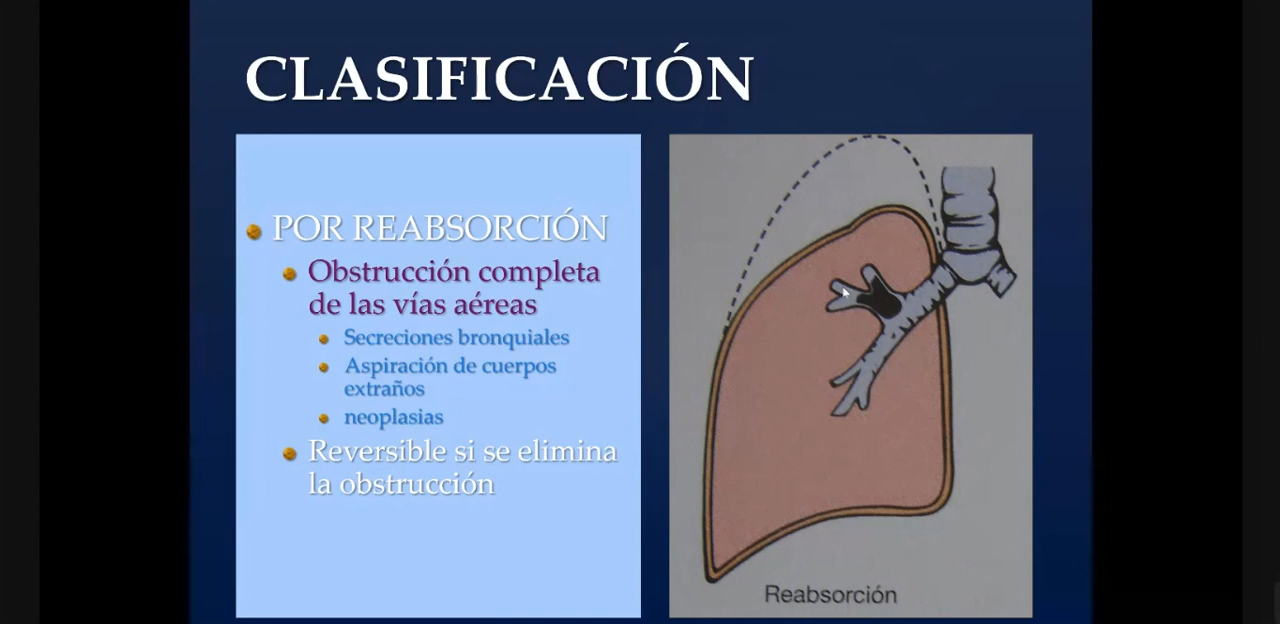 CLASIFICACIÓN
POR REABSORCIÓN
Obstrucción completa
de las vías aéreas
Secreciones bronquiales
Aspiración de cuerpos
extraños
neoplasias
Reversible si se elimina
la obstrucción
Reabsorción